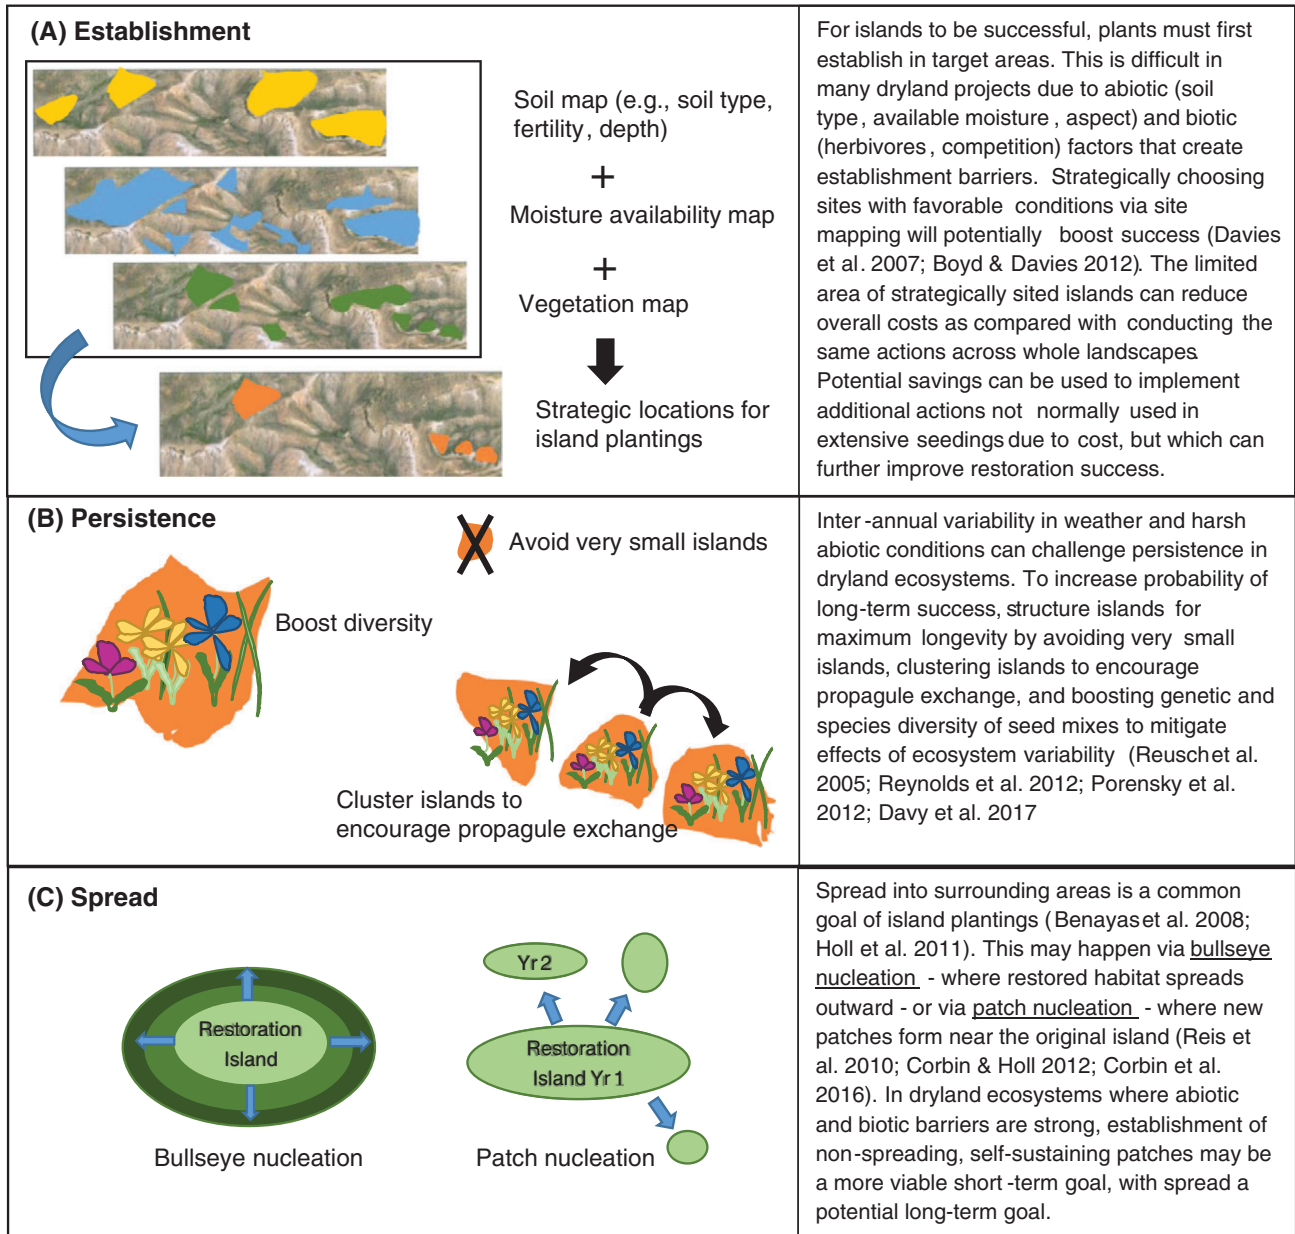 (A) Establishment
Soil map (e.g., soil type,
fertility, depth)
+
Moisture availability map
+
Vegetation map
Strategic locations for
island plantings
For islands to be successful, plants must first
establish in target areas. This is difficult in
many dryland projects due to abiotic (soil
type, available moisture, aspect) and biotic
(herbivores, competition) factors that create
establishment barriers. Strategically choosing
sites with favorable conditions via site
mapping will potentially boost success (Davies
et al. 2007; Boyd & Davies 2012). The limited
area of strategically sited islands can reduce
overall costs as compared with conducting the
same actions across whole landscapes.
Potential savings can be used to implement
additional actions not normally used in
extensive seedings due to cost, but which can
further improve restoration success.
(B) Persistence
Avoid very small islands
Boost diversity
Cluster islands to
encourage propagule exchange
Inter-annual variability in weather and harsh
abiotic conditions can challenge persistence in
dryland ecosystems. To increase probability of
long-term success, structure islands for
maximum longevity by avoiding very small
islands, clustering islands to encourage
propagule exchange, and boosting genetic and
species diversity of seed mixes to mitigate
effects of ecosystem variability (Reusch et al.
2005; Reynolds et al. 2012; Porensky et al.
2012; Davy et al. 2017
(C) Spread
Restoration
Island
Bullseye nucleation
Yr 2
Restoration
Island Yr 1
Patch nucleation
Spread into surrounding areas is a common
goal of island plantings (Benayas et al. 2008;
Holl et al. 2011). This may happen via bullseye
nucleation - where restored habitat spreads
outward - or via patch nucleation - where new
patches form near the original island (Reis et
al. 2010; Corbin & Holl 2012; Corbin et al.
2016). In dryland ecosystems where abiotic
and biotic barriers are strong, establishment of
non-spreading, self-sustaining patches may be
a more viable short-term goal, with spread a
potential long-term goal.